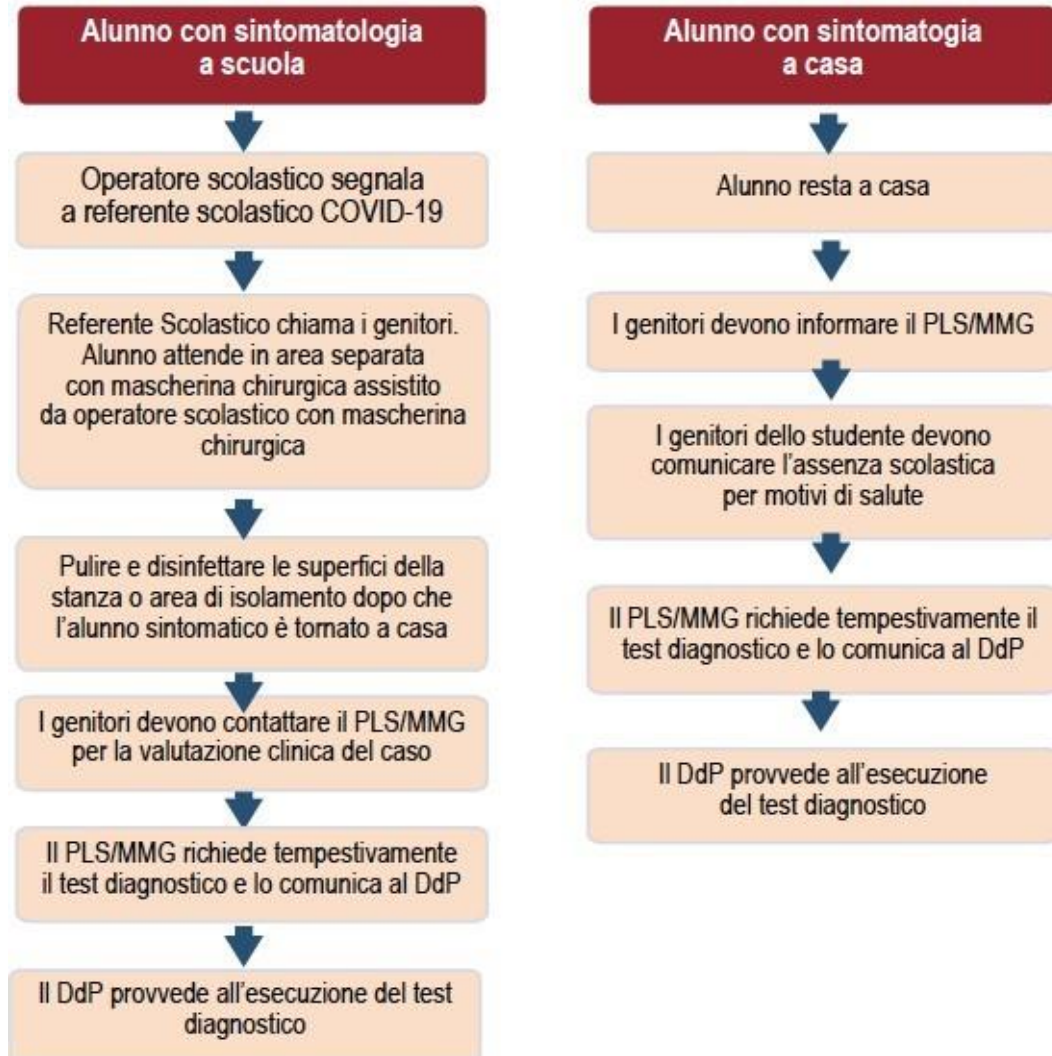 Alunno con sintomatologia
a scuola
Operatore scolastico segnala
a referente scolastico COVID-19
Referente Scolastico chiama i genitori.
Alunno attende in area separata
con mascherina chirurgica assistito
da operatore scolastico con mascherina
chirurgica
Pulire e disinfettare le superfici della
stanza o area di isolamento dopo che
l'alunno sintomatico è tornato a casa
I genitori devono contattare il PLS/MMG
per la valutazione clinica del caso
Il PLS/MMG richiede tempestivamente
il test diagnostico e lo comunica al DdP
Il DdP provvede all'esecuzione del test
diagnostico
Alunno con sintomatogia
a casa
Alunno resta a casa
I genitori devono informare il PLS/MMG
I genitori dello studente devono
comunicare l'assenza scolastica
per motivi di salute
Il PLS/MMG richiede tempestivamente il
test diagnostico e lo comunica al DdP
Il DdP provvede all'esecuzione
del test diagnostico